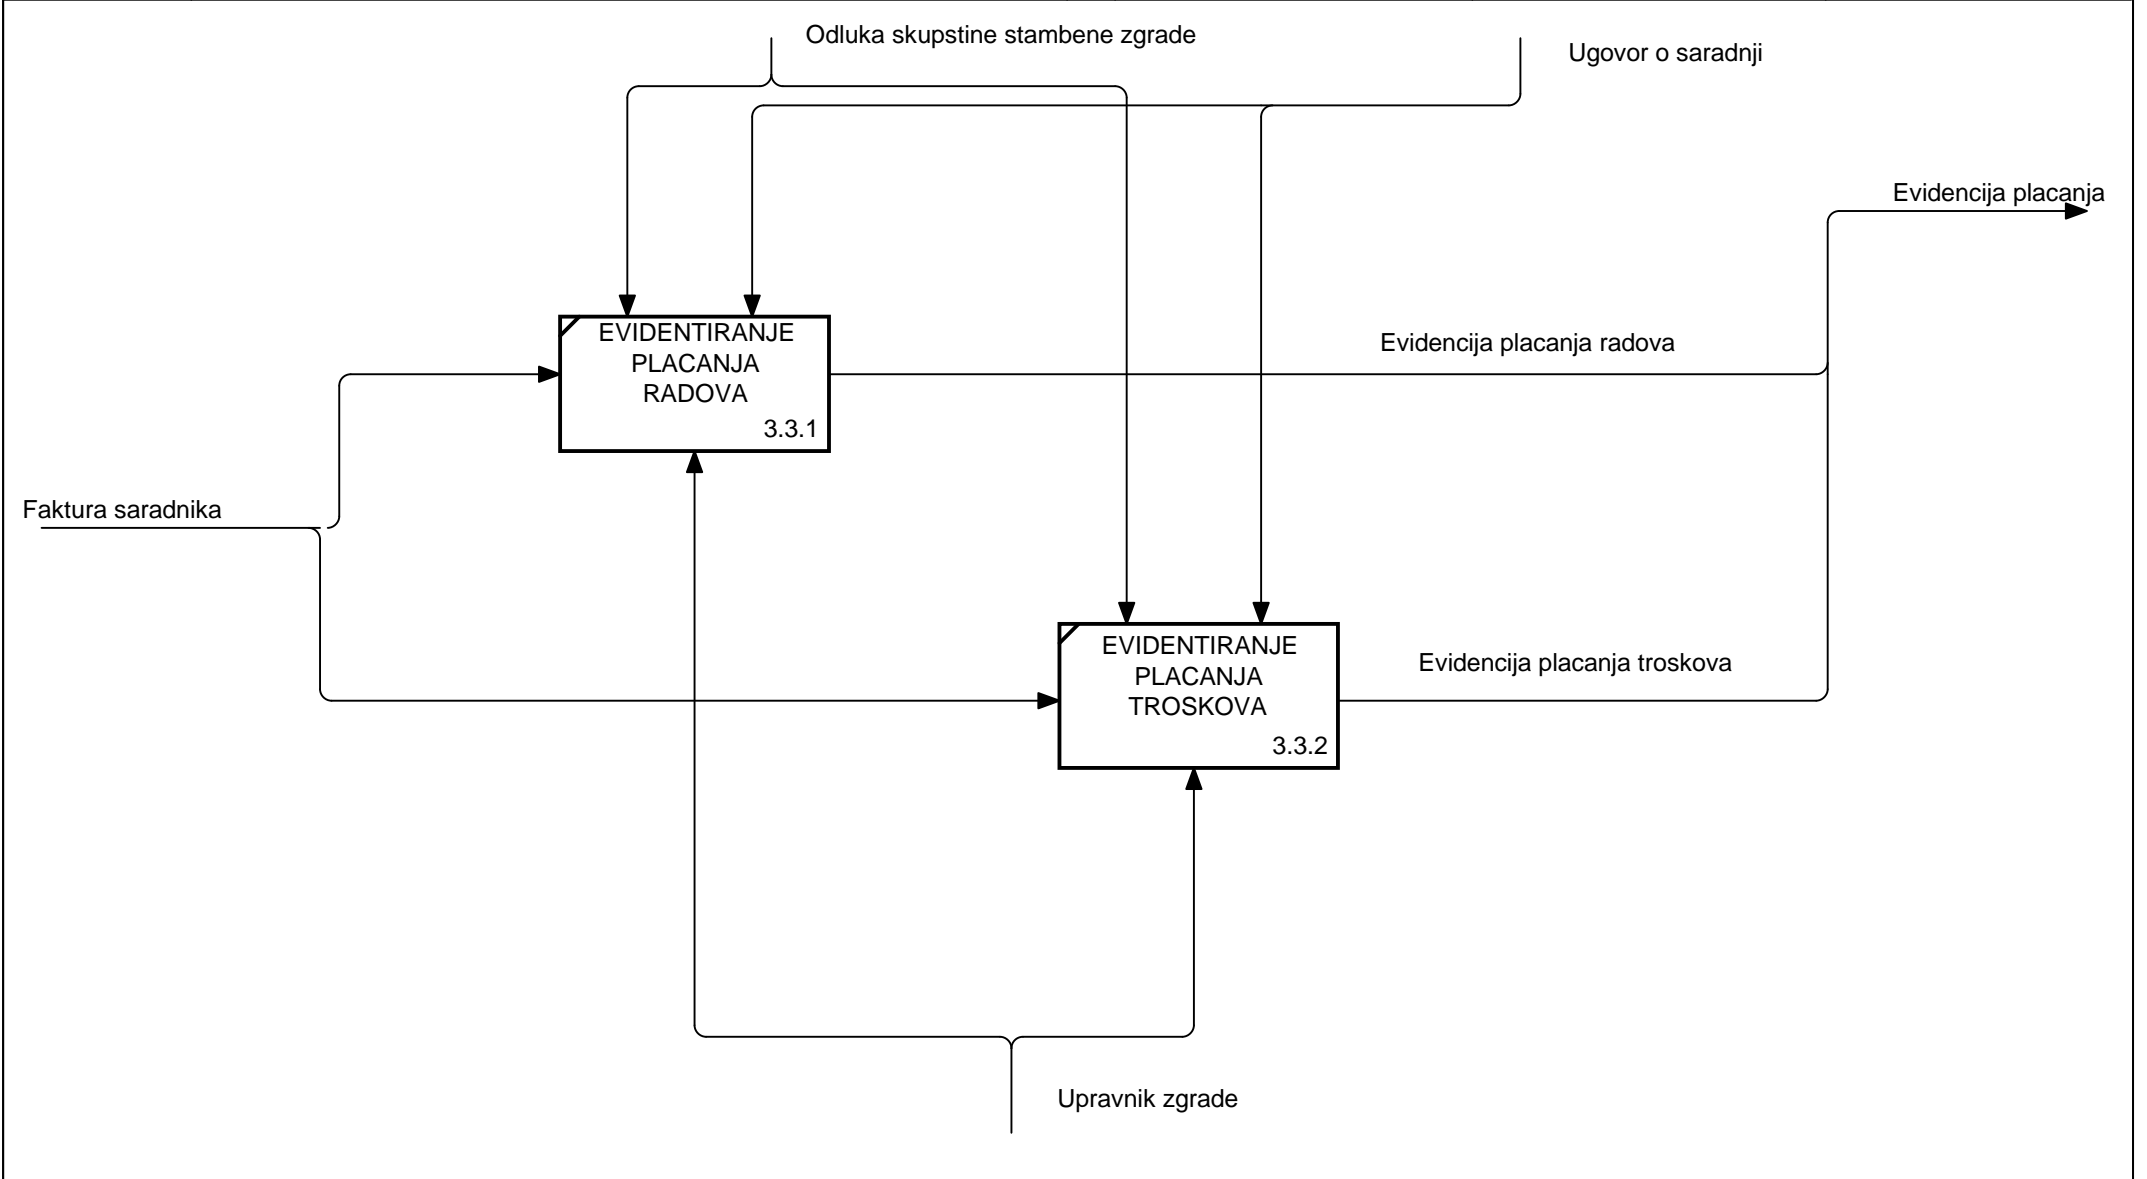 Odluka skupstine stambene zgrade
Ugovor o saradnji
Evidencija placanja
EVIDENTIRANJE
PLACANJA
RADOVA
3.3.1
Evidencija placanja radova
Faktura saradnika
EVIDENTIRANJE
PLACANJA
TROSKOVA
3.3.2
Evidencija placanja troskova
Upravnik zgrade